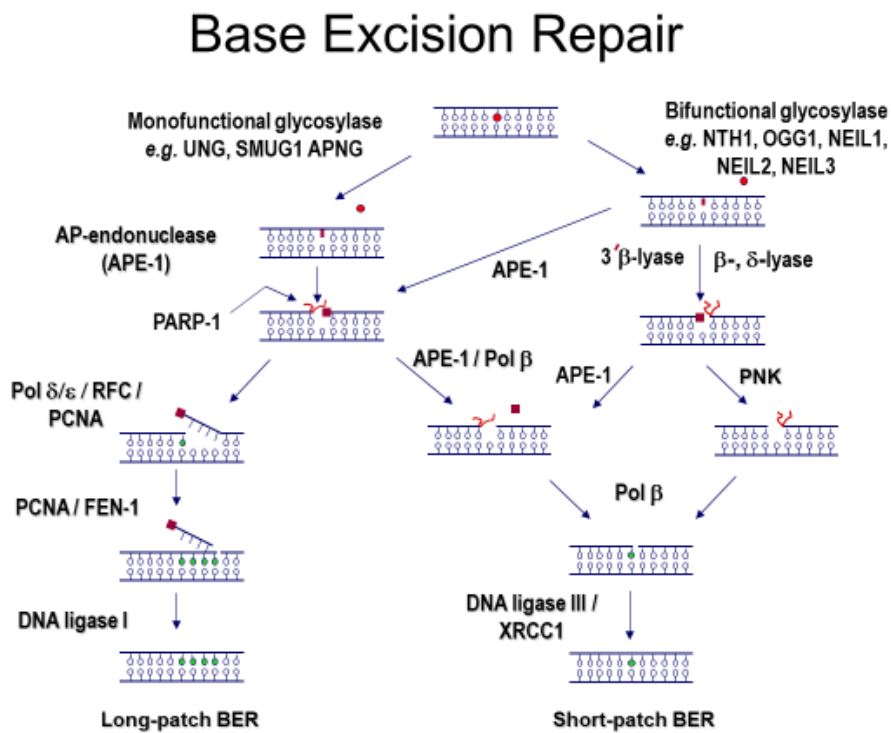 Base Excision Repair
Monofunctional glycosylase
e.g. UNG, SMUG1 APNG
Bifunctional glycosylase
e.g. NTH1, OGG1, NEIL1,
NEIL2, NEIL3
AP-endonuclease
(APE-1)
APE-1
3′β-lyase
β-, δ-lyase
PARP-1
APE-1 / Pol β
APE-1
PNK
Pol δ/ε / RFC /
PCNA
PCNA / FEN-1
Pol β
DNA ligase I
DNA ligase III /
XRCC1
Long-patch BER
Short-patch BER